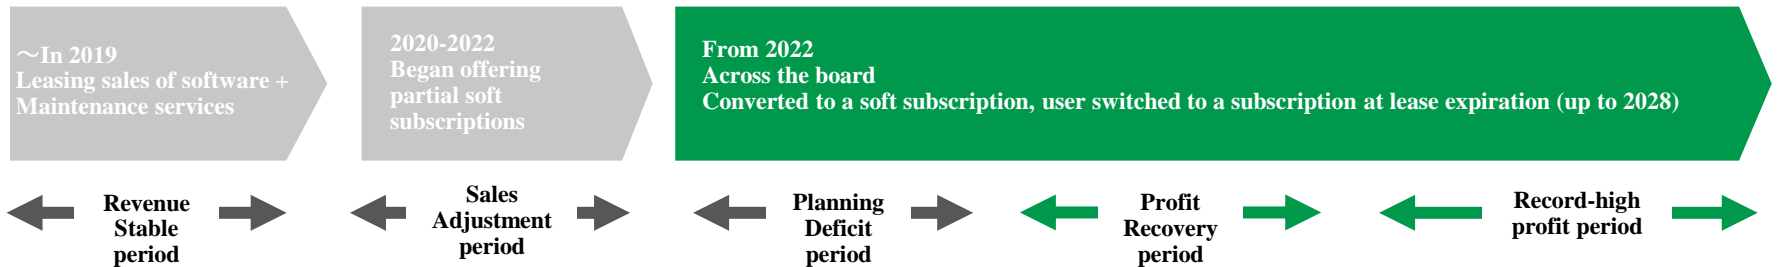 ～In 2019
Leasing sales of software +
Maintenance services
2020-2022
Began offering
partial soft
subscriptions
From 2022
Across the board
Converted to a soft subscription, user switched to a subscription at lease expiration (up to 2028)
Revenue
Stable
period
Sales
Adjustment
period
Planning
Deficit
period
Profit
Recovery
period
Record-high
profit period